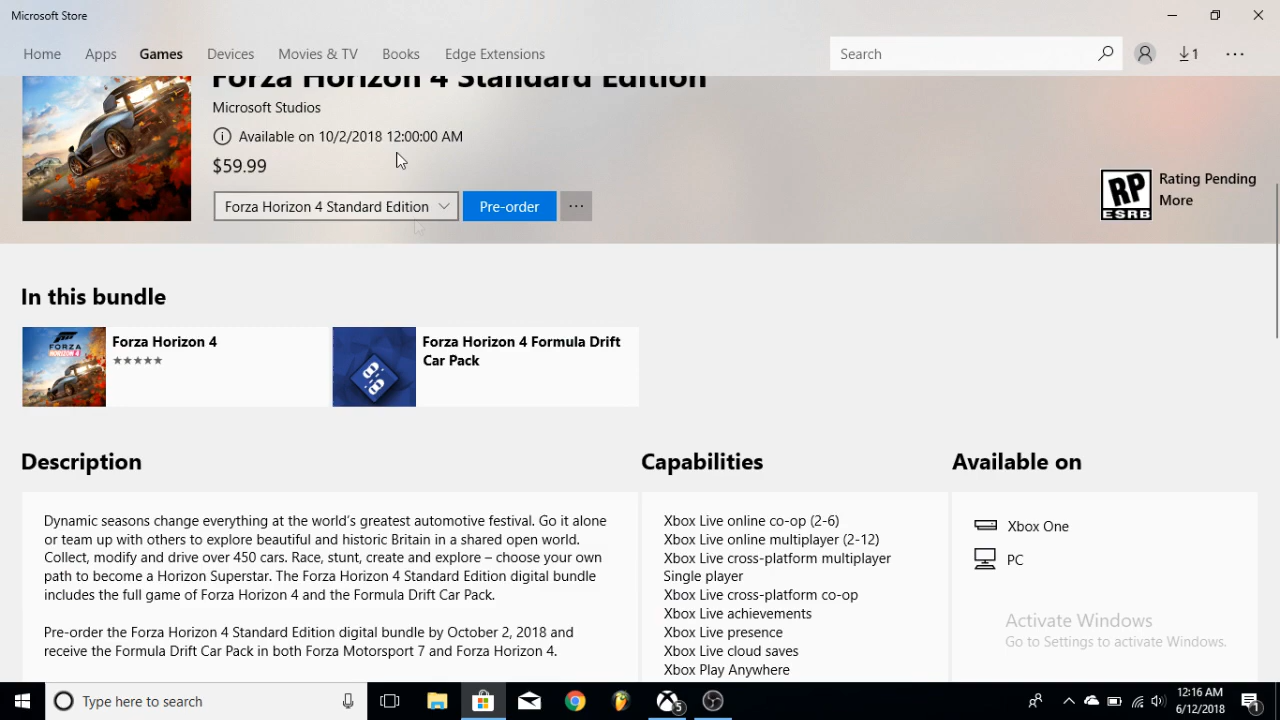 Microsoft Store
Home Apps Games Devices Movies & TV Books Edge Extensions Search 1
Forza Horizon 4 Standard Edition
Microsoft Studios
Available on 10/2/2018 12:00:00 AM
$59.99
Forza Horizon 4 Standard Edition Pre-order ...
RP
ESRB
Rating Pending
More
In this bundle
FORZA
HORIZON 4
Forza Horizon 4
Forza Horizon 4 Formula Drift
Car Pack
Description
Dynamic seasons change everything at the world's greatest automotive festival. Go it alone
or team up with others to explore beautiful and historic Britain in a shared open world.
Collect, modify and drive over 450 cars. Race, stunt, create and explore – choose your own
path to become a Horizon Superstar. The Forza Horizon 4 Standard Edition digital bundle
includes the full game of Forza Horizon 4 and the Formula Drift Car Pack.
Pre-order the Forza Horizon 4 Standard Edition digital bundle by October 2, 2018 and
receive the Formula Drift Car Pack in both Forza Motorsport 7 and Forza Horizon 4.
Capabilities
Xbox Live online co-op (2-6)
Xbox Live online multiplayer (2-12)
Xbox Live cross-platform multiplayer
Single player
Xbox Live cross-platform co-op
Xbox Live achievements
Xbox Live presence
Xbox Live cloud saves
Xbox Play Anywhere
Available on
Xbox One
PC
Activate Windows
Go to Settings to activate Windows.
Type here to search
5
12:16 AM
6/12/2018
1